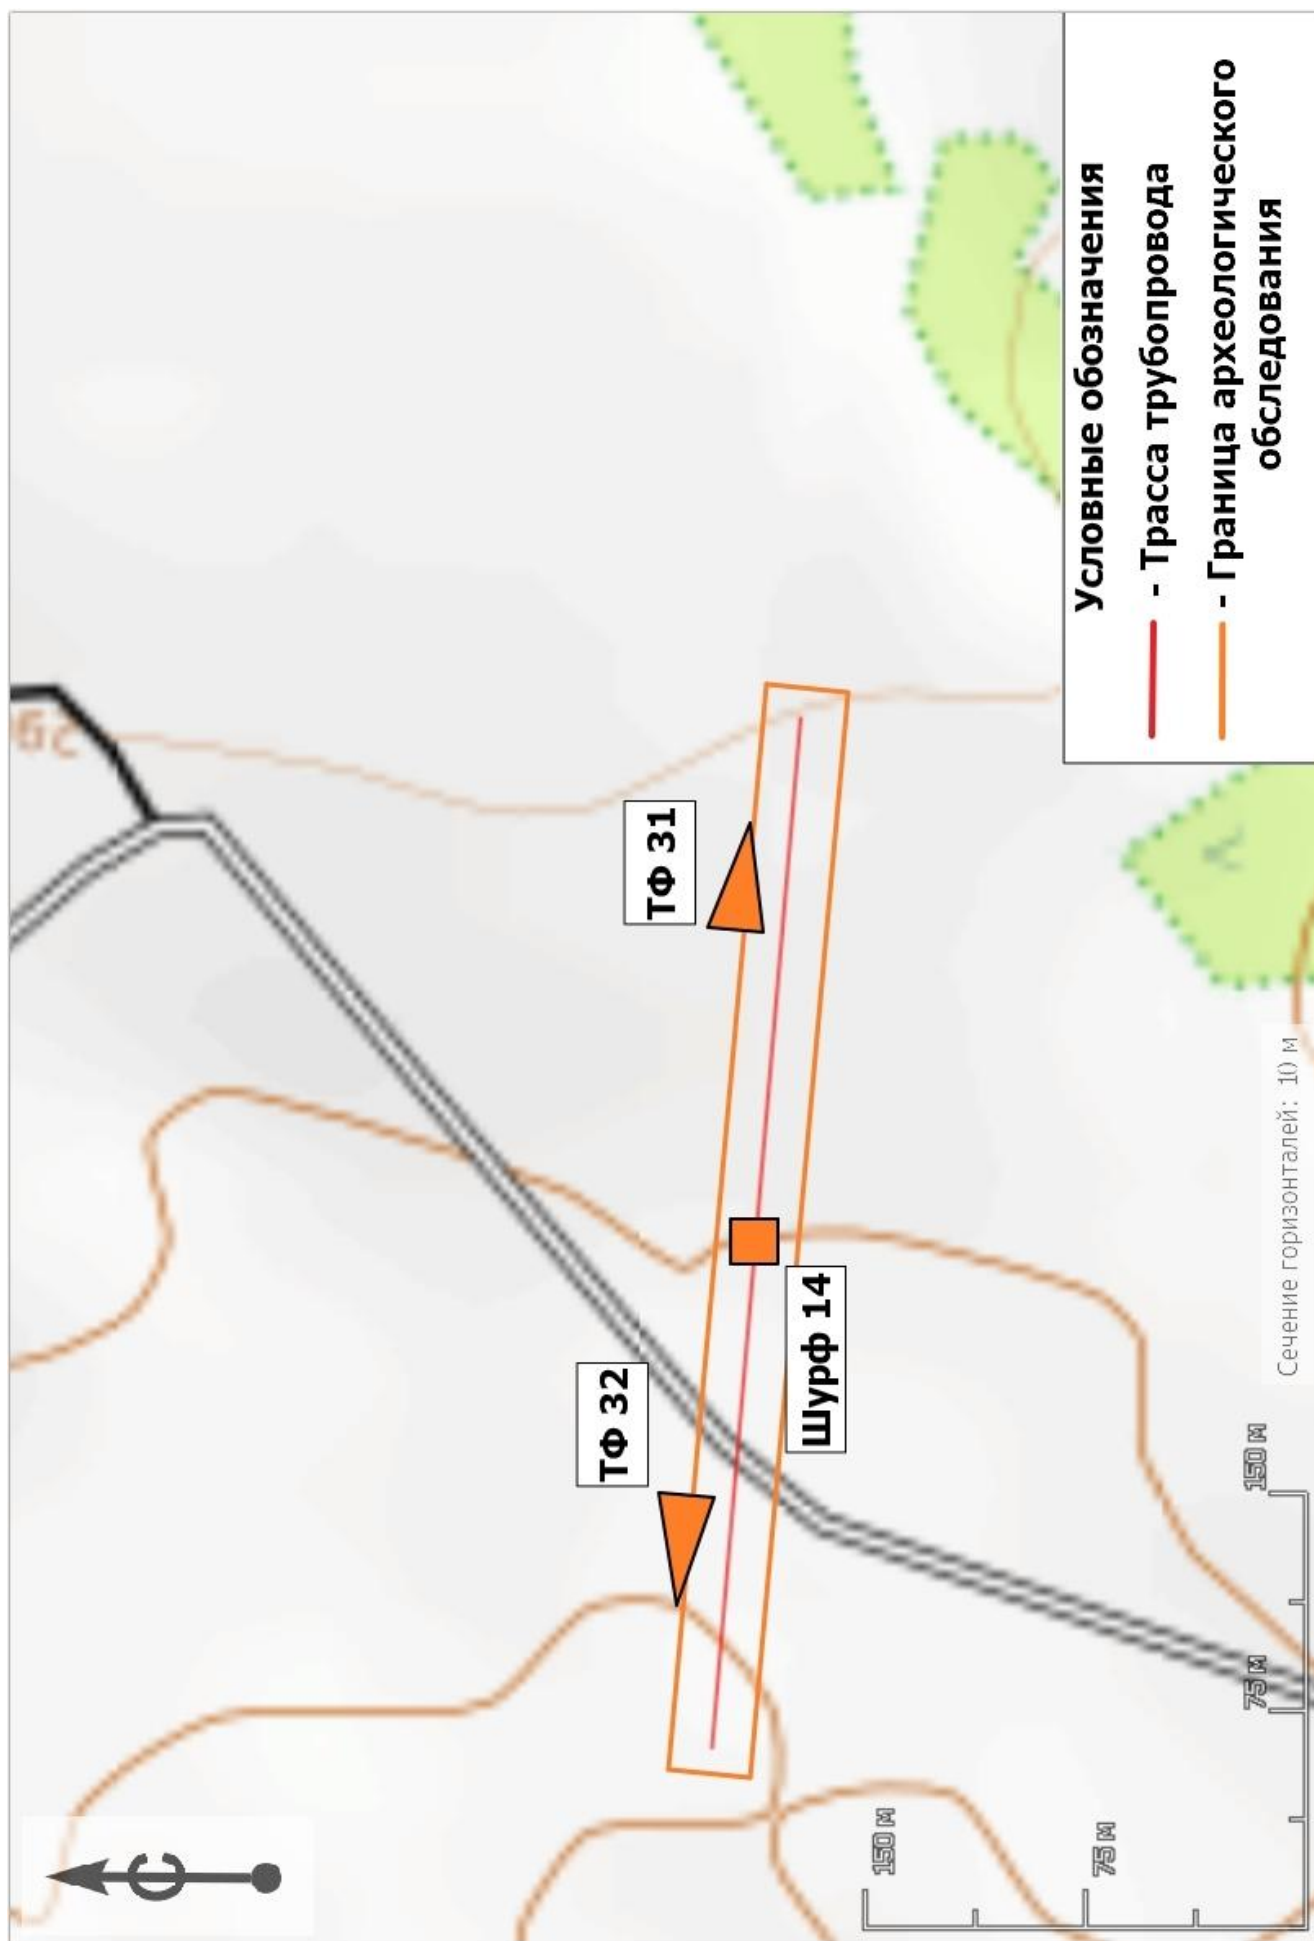 С
ТФ 32
ТФ 31
Шурф 14
150 м
75 м
75 м
150 м
Сечение горизонталей: 10 м
Условные обозначения
- Трасса трубопровода
- Граница археологического
обследования